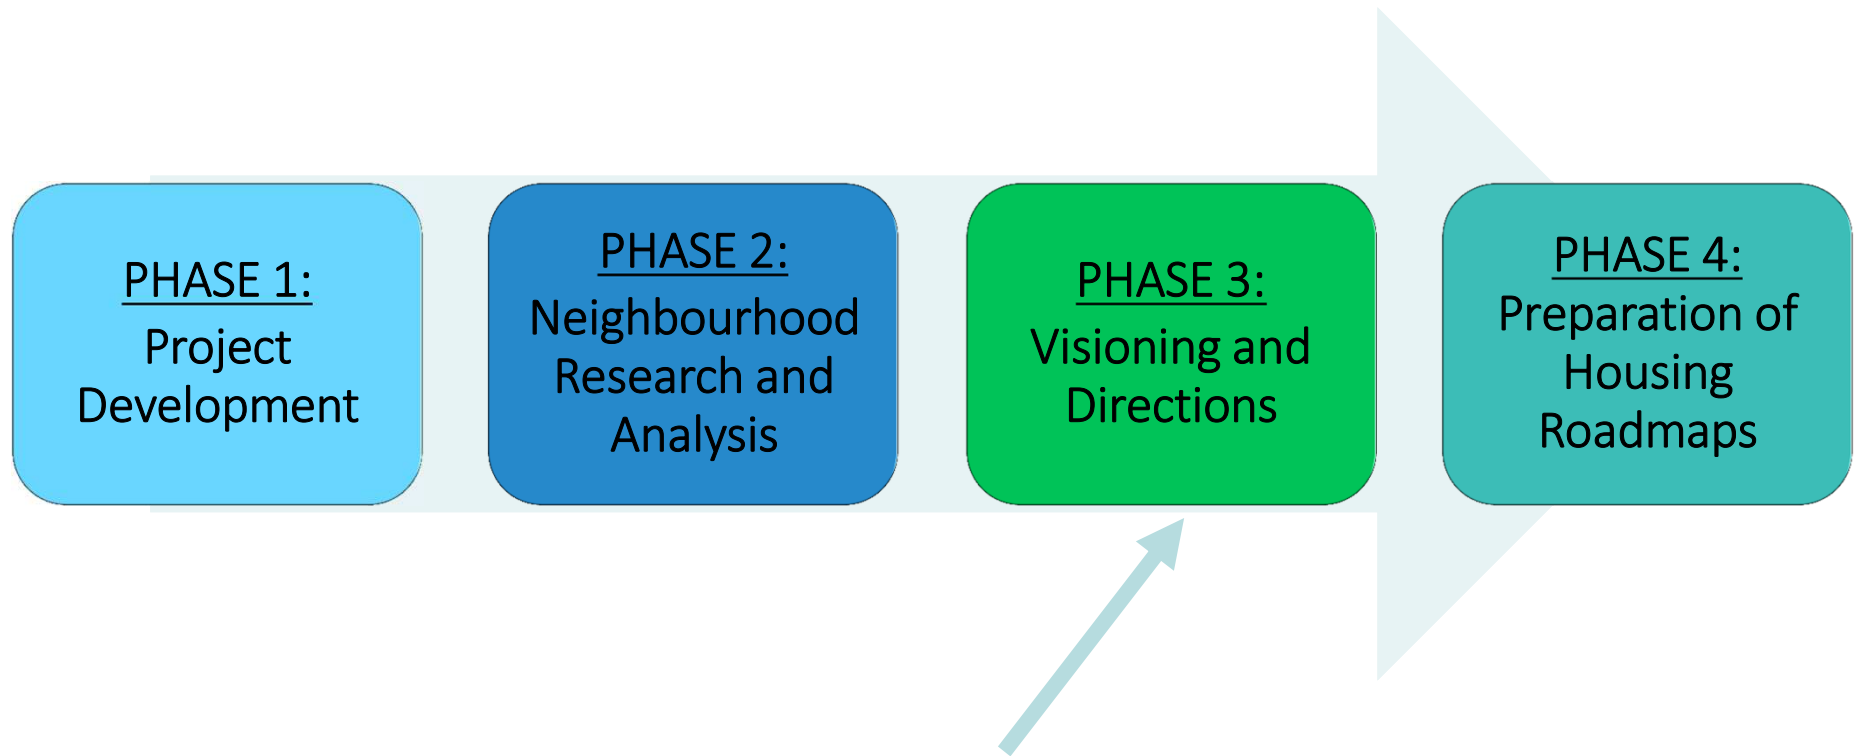 PHASE 1:
Project
Development
PHASE 2:
Neighbourhood
Research and
Analysis
PHASE 3:
Visioning and
Directions
PHASE 4:
Preparation of
Housing
Roadmaps